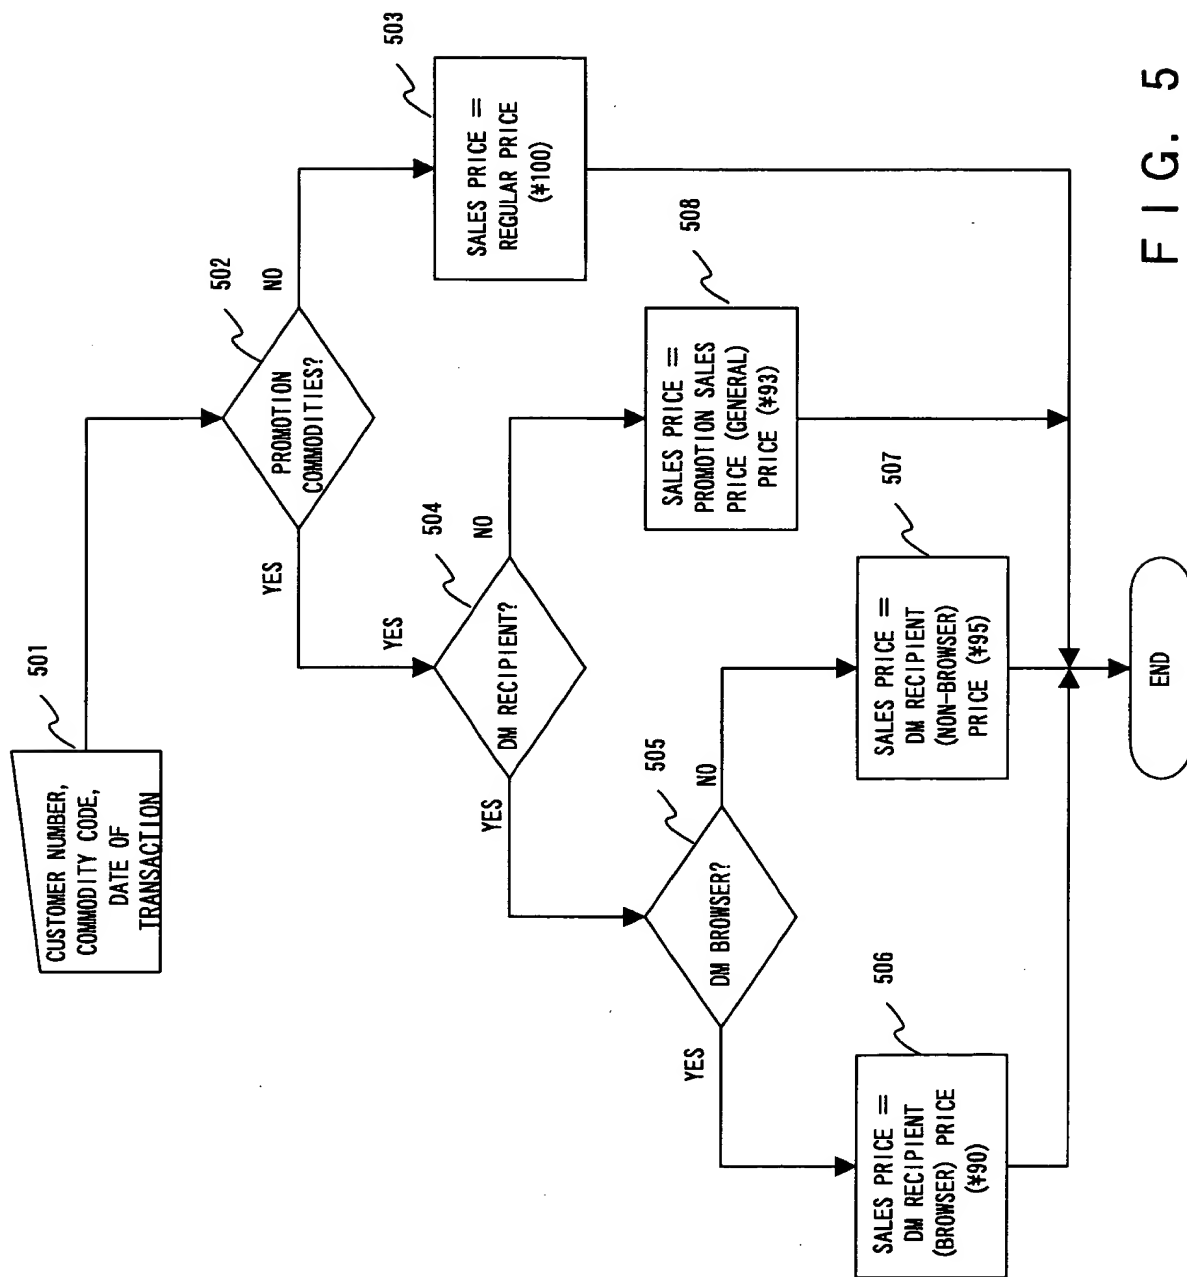 501
CUSTOMER NUMBER,
COMMODITY CODE,
DATE OF
TRANSACTION
502
PROMOTION
COMMODITIES?
YES
NO
503
SALES PRICE =
REGULAR PRICE
(¥100)
504
YES
DM RECIPIENT?
YES
NO
508
SALES PRICE =
PROMOTION SALES
PRICE (GENERAL)
PRICE (¥93)
505
DM BROWSER?
YES
NO
506
SALES PRICE =
DM RECIPIENT
(BROWSER) PRICE
(¥90)
507
SALES PRICE =
DM RECIPIENT
(NON-BROWSER)
PRICE (¥95)
END
FIG. 5